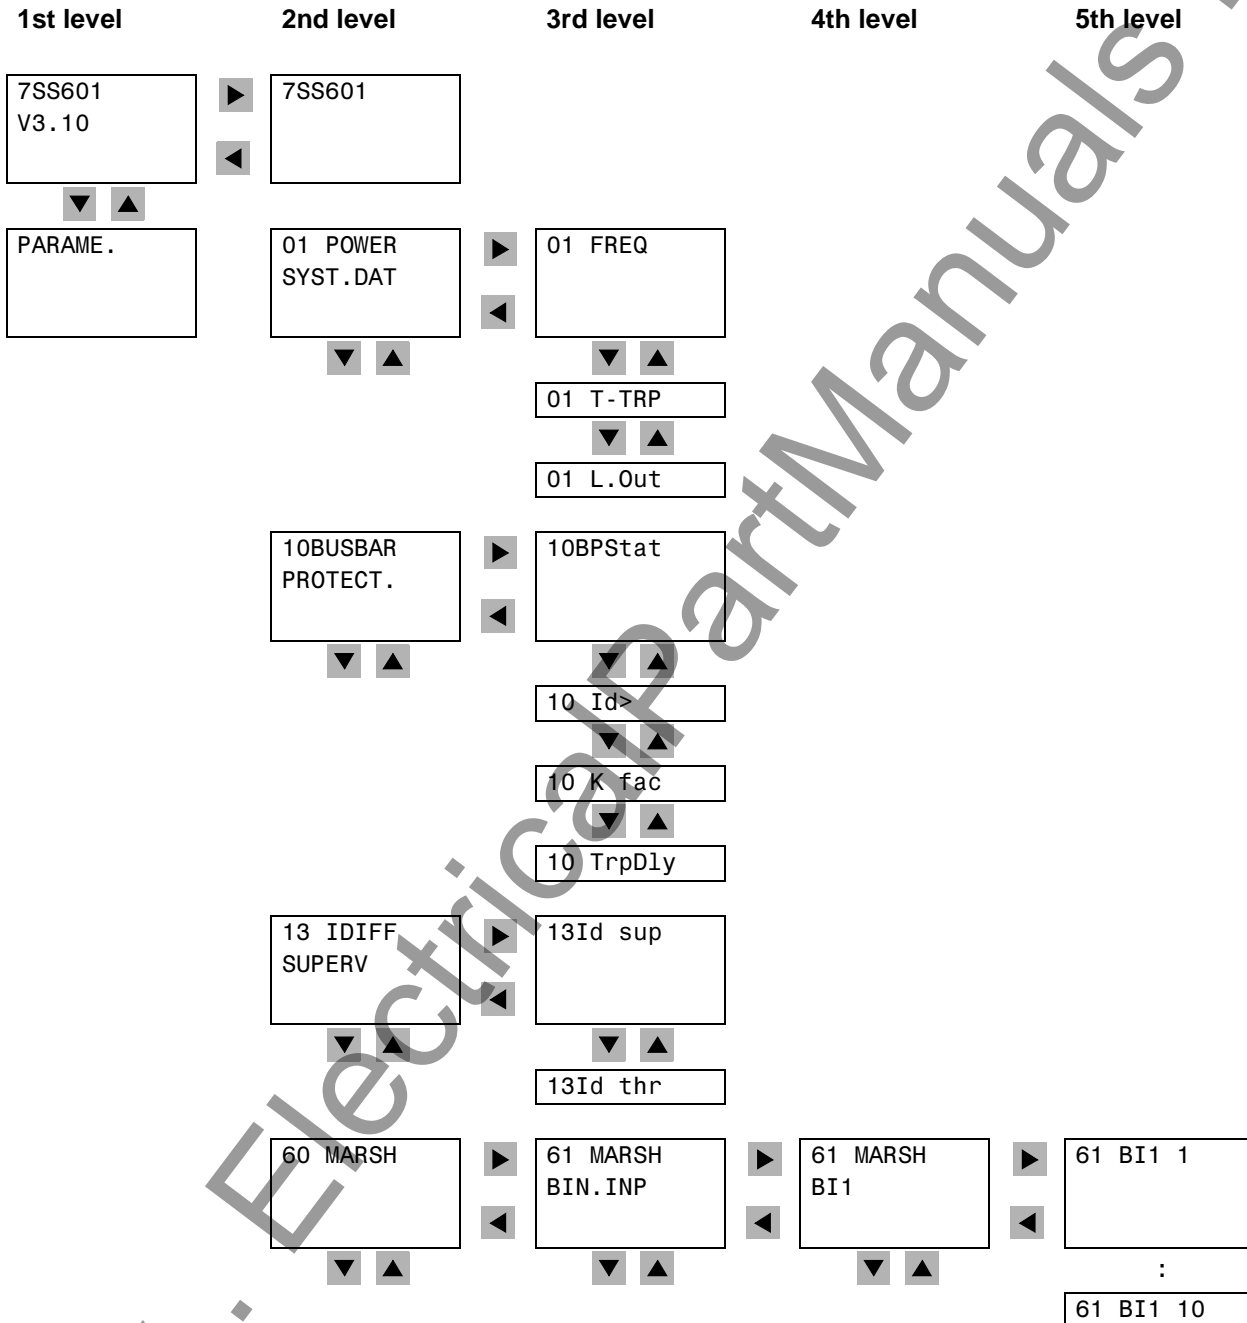 1st level 2nd level 3rd level 4th level 5th level
7SS601
V3.10
7SS601
PARAME.
01 POWER
SYST.DAT
01 FREQ
01 T-TRP
01 L.Out
10BUSBAR
PROTECT.
10BPStat
10 Id>
10 K fac
10 TrpDly
13 IDIFF
SUPERV
13Id sup
13Id thr
60 MARSH
61 MARSH
BIN.INP
61 MARSH
BI1
61 BI1 1
:
61 BI1 10
. ElectricalPartManuals